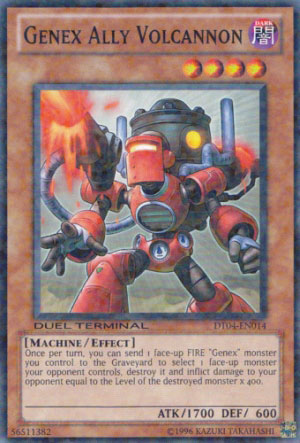 GENEX ALLY VOLCANNON
DARK
闇
DUEL TERMINAL DT04-EN014
[MACHINE/EFFECT]
Once per turn, you can send 1 face-up FIRE "Genex" monster
you control to the Graveyard to select 1 face-up monster
your opponent controls, destroy it and inflict damage to your
opponent equal to the Level of the destroyed monster x 400.
ATK/1700 DEF/ 600
56511382 ©1996 KAZUKI TAKAHASHI